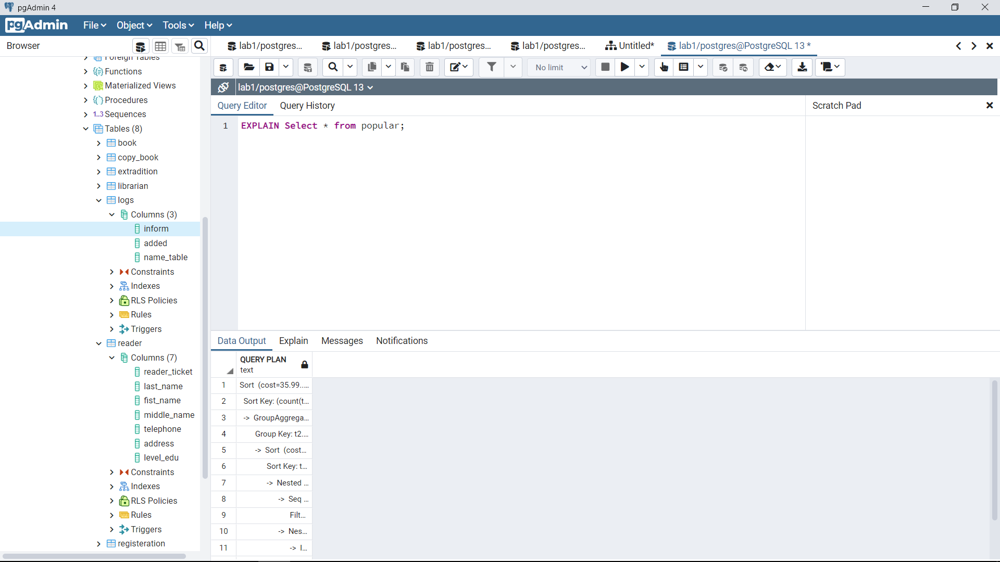 pgAdmin 4
pgAdmin File Object Tools Help
Browser
lab1/postgres... lab1/postgres... lab1/postgres... lab1/postgres... Untitled* lab1/postgres@PostgreSQL 13 *
No limit
lab1/postgres@PostgreSQL 13
Query Editor Query History
Scratch Pad
1 EXPLAIN Select * from popular;
Foreign Tables
Functions
Materialized Views
Procedures
1..3 Sequences
Tables (8)
book
copy_book
extradition
librarian
logs
Columns (3)
inform
added
name_table
Constraints
Indexes
RLS Policies
Rules
Triggers
reader
Columns (7)
reader_ticket
last_name
fist_name
middle_name
telephone
address
level_edu
Constraints
Indexes
RLS Policies
Rules
Triggers
registeration
Data Output Explain Messages Notifications
QUERY PLAN
text
1 Sort (cost=35.99.....
2 Sort Key: (count(t...
3 -> GroupAggrega...
4 Group Key: t2....
5 -> Sort (cost...
6 Sort Key: t...
7 -> Nested ...
8 -> Seq ...
9 Filt...
10 -> Nes...
11 -> I...